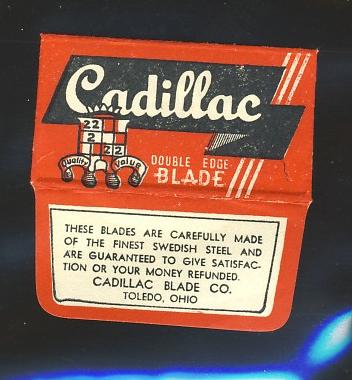 Cadillac
22
2
22
Quality Value
DOUBLE EDGE
BLADE
THESE BLADES ARE CAREFULLY MADE
OF THE FINEST SWEDISH STEEL AND
ARE GUARANTEED TO GIVE SATISFAC-
TION OR YOUR MONEY REFUNDED.
CADILLAC BLADE CO.
TOLEDO, OHIO